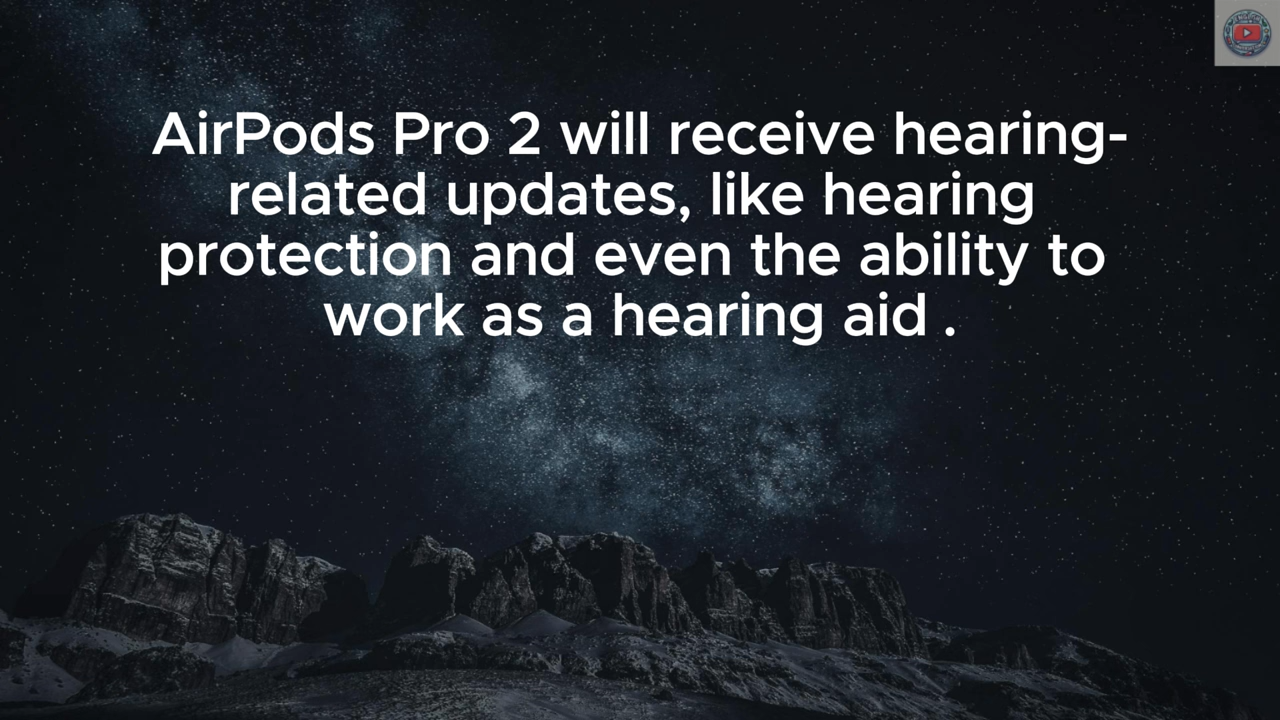 AirPods Pro 2 will receive hearing-
related updates, like hearing
protection and even the ability to
work as a hearing aid .